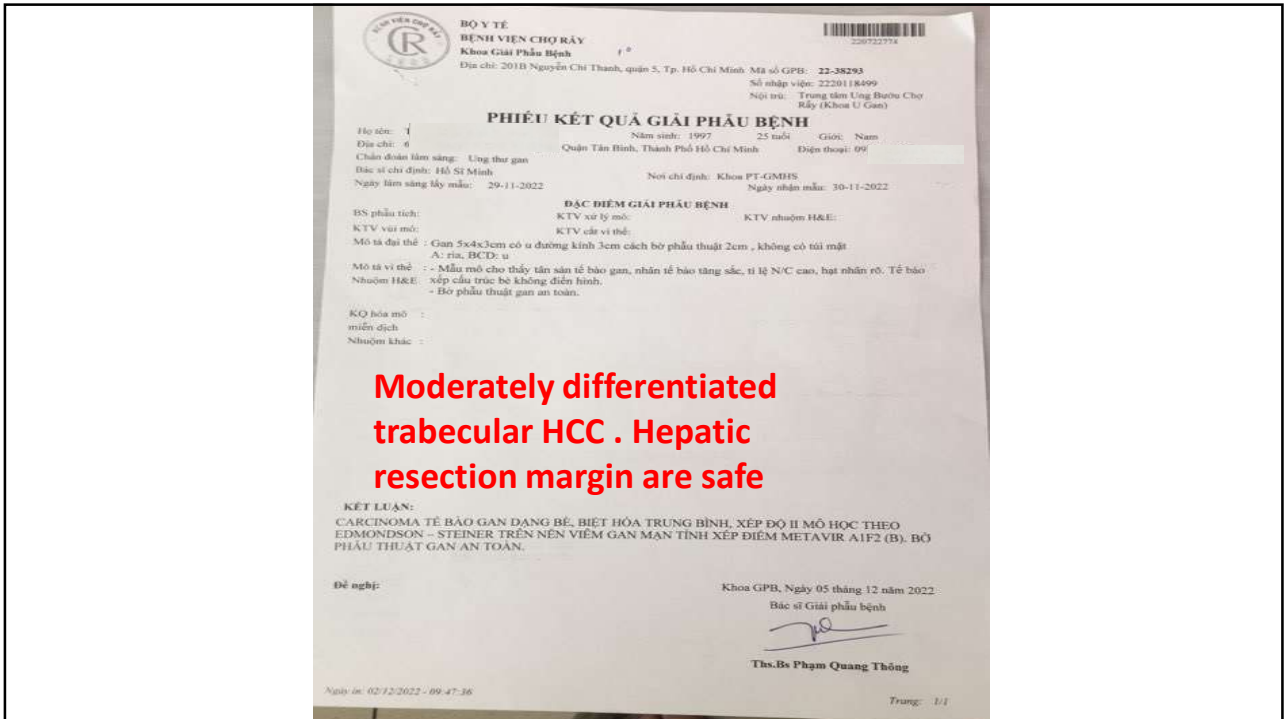 BỆNH VIỆN CHỢ RẪY
CR
BỘ Y TẾ
BỆNH VIỆN CHỢ RẪY
Khoa Giải Phẫu Bệnh
Địa chỉ: 201B Nguyễn Chí Thanh, quận 5, Tp. Hồ Chí Minh
220722774
Mã số GPB: 22-38293
Số nhập viện: 2220118499
Nội trú: Trung tâm Ung Bướu Chợ
Rẫy (Khoa U Gan)
PHIẾU KẾT QUẢ GIẢI PHẪU BỆNH
Họ tên: T
Năm sinh: 1997 25 tuổi Giới: Nam
Địa chỉ: 6 Quận Tân Bình, Thành Phố Hồ Chí Minh Điện thoại: 09
Chẩn đoán lâm sàng: Ung thư gan
Bác sĩ chỉ định: Hồ Sĩ Minh Nơi chỉ định: Khoa PT-GMHS
Ngày lâm sàng lấy mẫu: 29-11-2022 Ngày nhận mẫu: 30-11-2022
ĐẶC ĐIỂM GIẢI PHẪU BỆNH
BS phẫu tích: KTV xử lý mô: KTV nhuộm H&E:
KTV vùi mô: KTV cắt vi thể:
Mô tả đại thể : Gan 5x4x3cm có u đường kính 3cm cách bờ phẫu thuật 2cm , không có túi mật
A: rìa, BCD: u
Mô tả vi thể : - Mẫu mô cho thấy tân sản tế bào gan, nhân tế bào tăng sắc, tỉ lệ N/C cao, hạt nhân rõ. Tế bào
Nhuộm H&E xếp cấu trúc bè không điển hình.
- Bờ phẫu thuật gan an toàn.
KQ hóa mô :
miễn dịch
Nhuộm khác :
Moderately differentiated
trabecular HCC . Hepatic
resection margin are safe
KẾT LUẬN:
CARCINOMA TẾ BÀO GAN DẠNG BÈ, BIỆT HÓA TRUNG BÌNH, XẾP ĐỘ II MÔ HỌC THEO
EDMONDSON – STEINER TRÊN NỀN VIÊM GAN MẠN TÍNH XẾP ĐIỂM METAVIR A1F2 (B). BỜ
PHẪU THUẬT GAN AN TOÀN.
Đề nghị:
Khoa GPB, Ngày 05 tháng 12 năm 2022
Bác sĩ Giải phẫu bệnh
Ths.Bs Phạm Quang Thông
Ngày in: 02/12/2022 - 09:47:36
Trang: 1/1